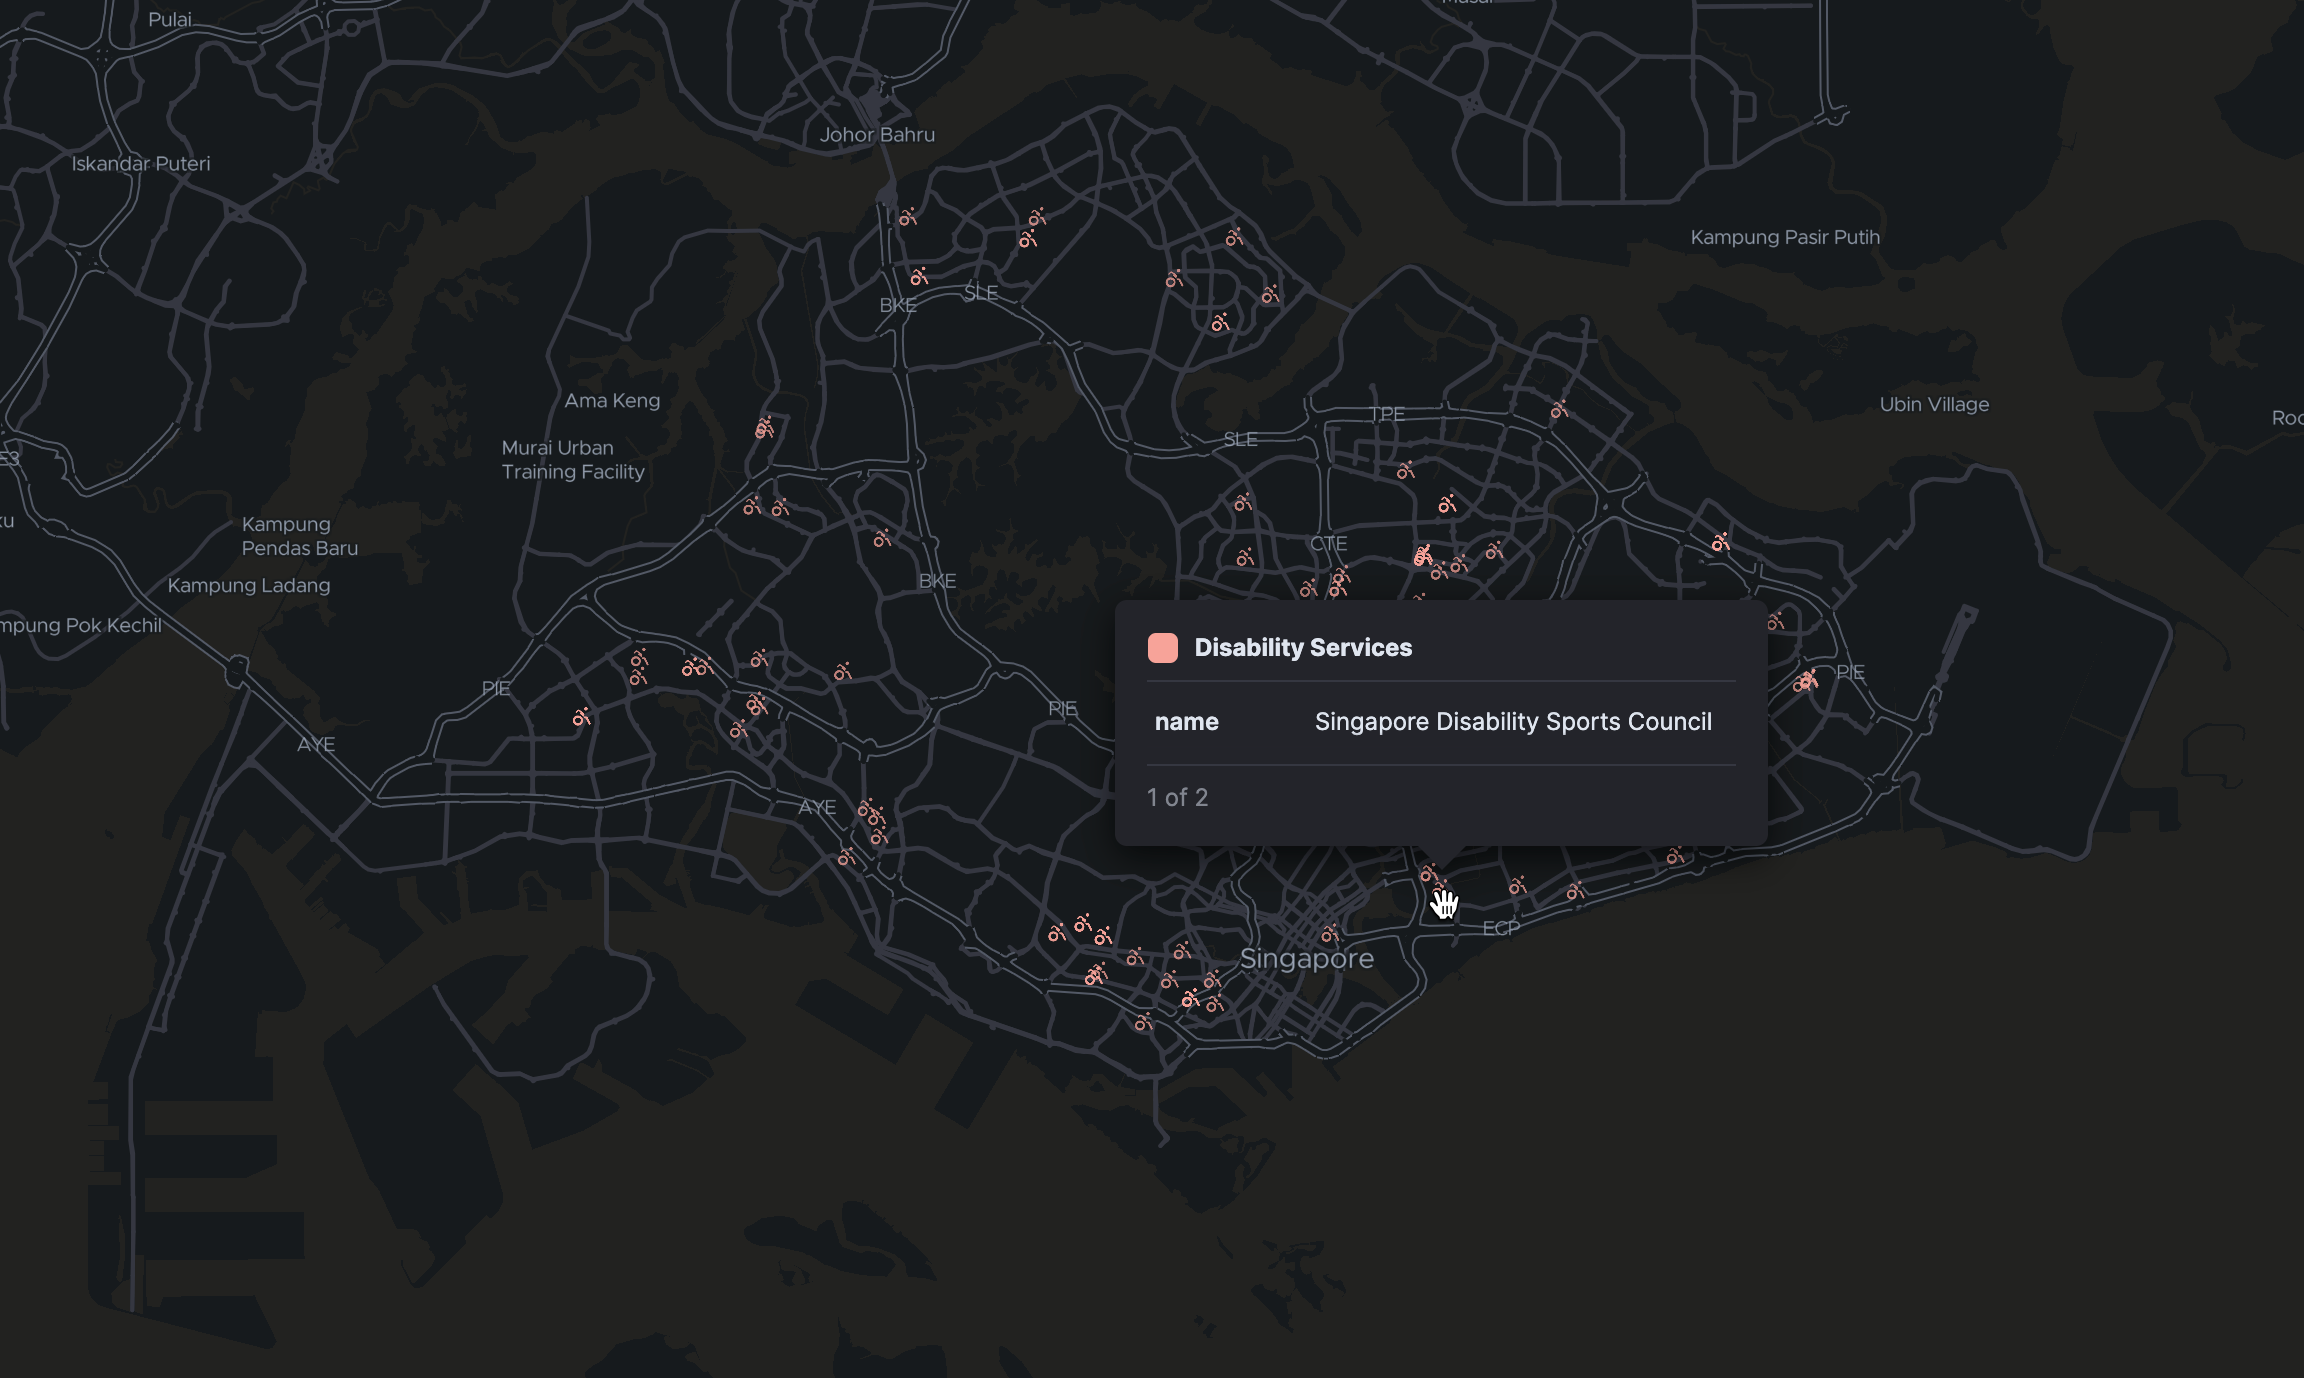 Pulai
Masai
Johor Bahru
Iskandar Puteri
Kampung Pasir Putih
BKE
SLE
Ama Keng
TPE
Ubin Village
SLE
Murai Urban
Training Facility
E3
Kampung
Pendas Baru
CTE
BKE
Kampung Ladang
mpung Pok Kechil
Disability Services
PIE
PIE
PIE
name
Singapore Disability Sports Council
AYE
1 of 2
AYE
ECP
Singapore